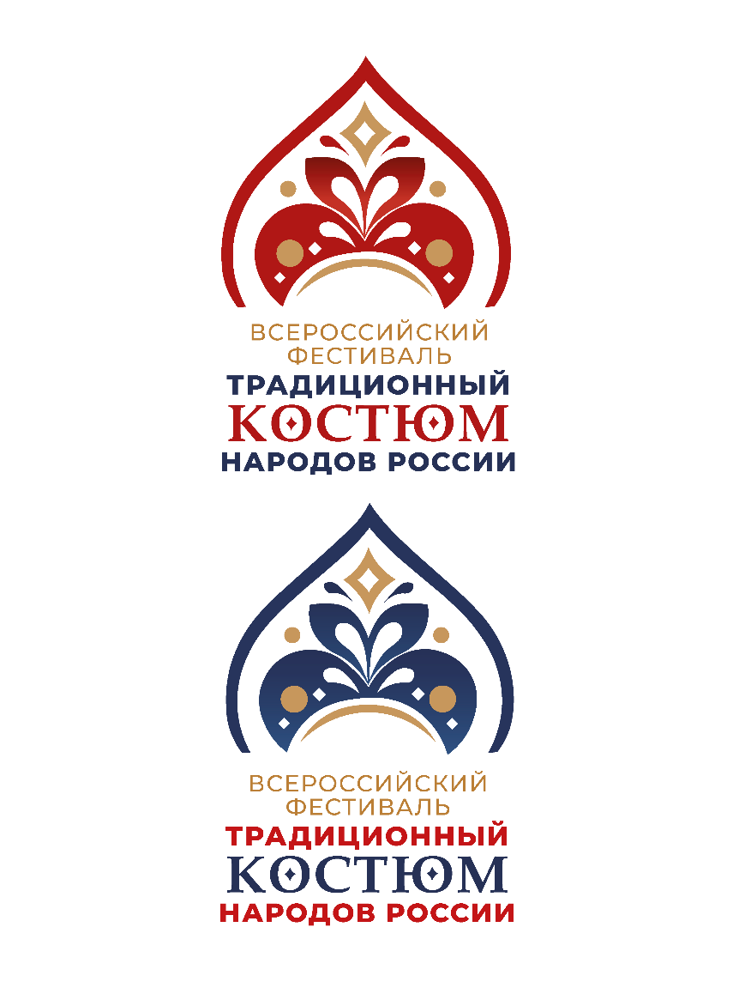 ВСЕРОССИЙСКИЙ
ФЕСТИВАЛЬ
ТРАДИЦИОННЫЙ
КОСТЮМ
НАРОДОВ РОССИИ
ВСЕРОССИЙСКИЙ
ФЕСТИВАЛЬ
ТРАДИЦИОННЫЙ
КОСТЮМ
НАРОДОВ РОССИИ